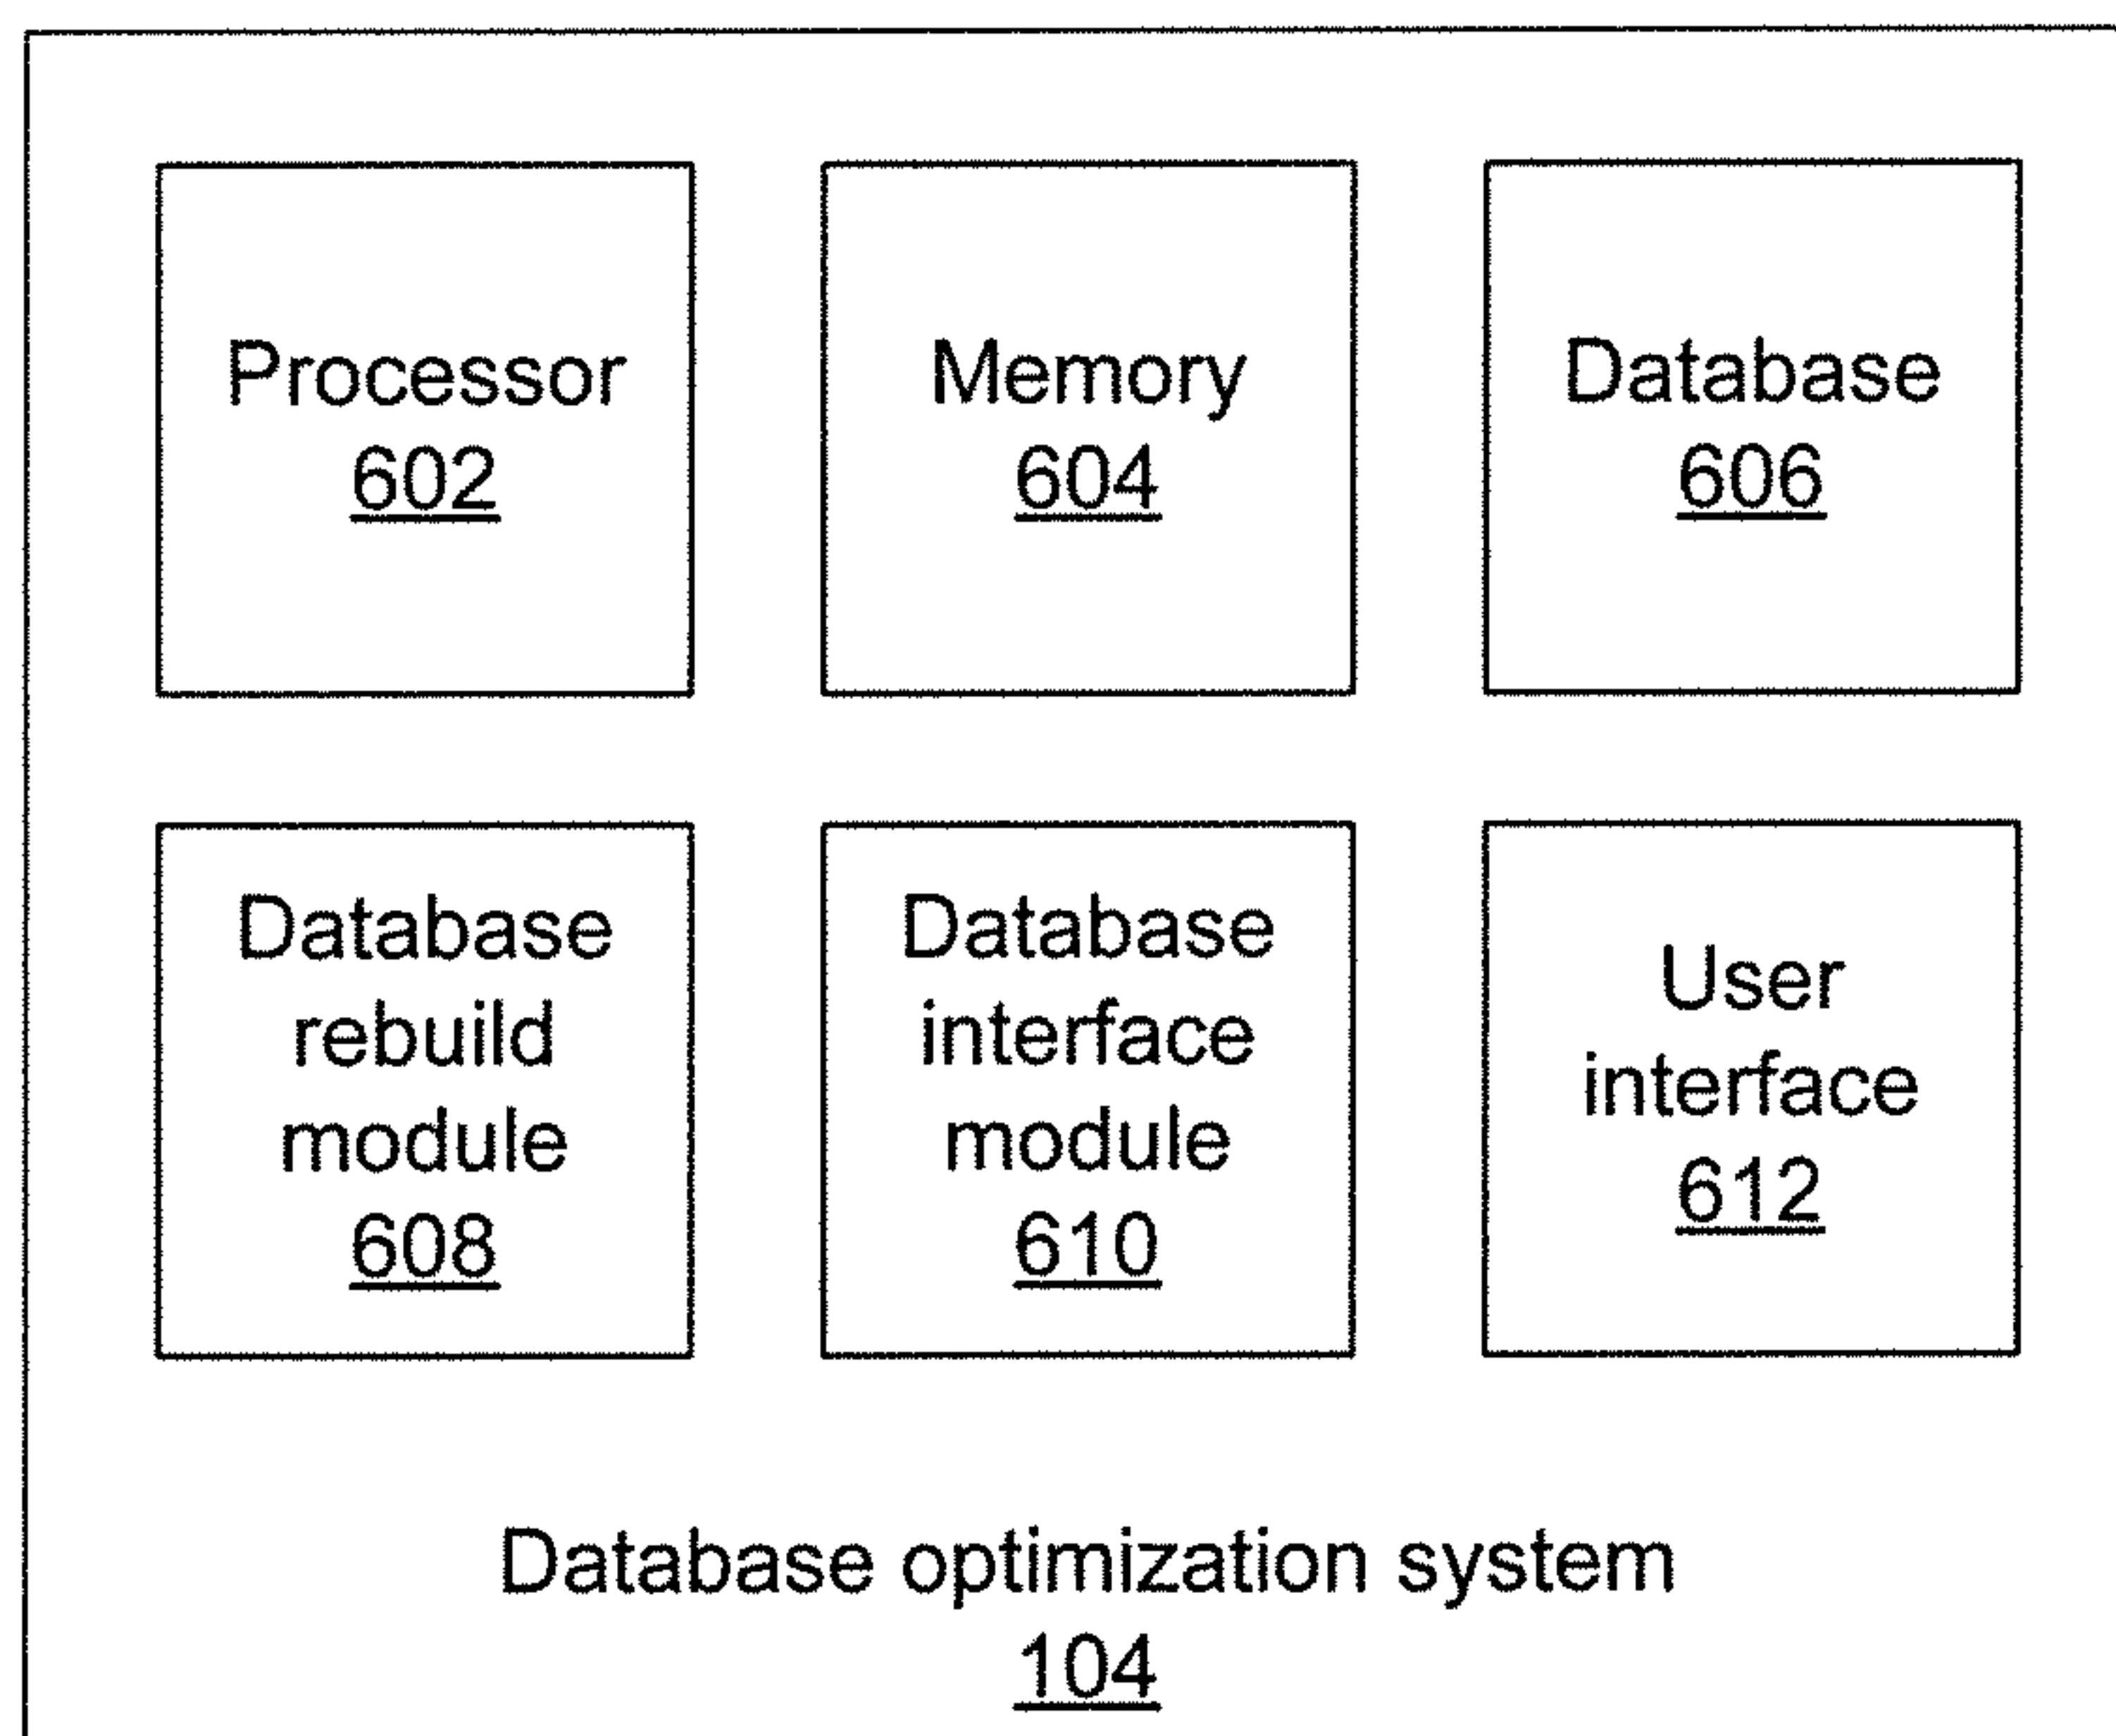 Processor
602
Memory
604
Database
606
Database
rebuild
module
608
Database
interface
module
610
User
interface
612
Database optimization system
104